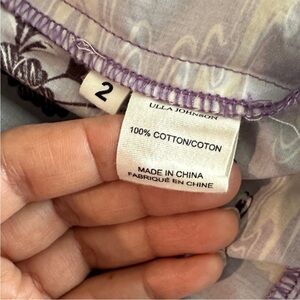 2
ULLA JOHNSON
100% COTTON/COTON
MADE IN CHINA
FABRIQUÉ EN CHINE